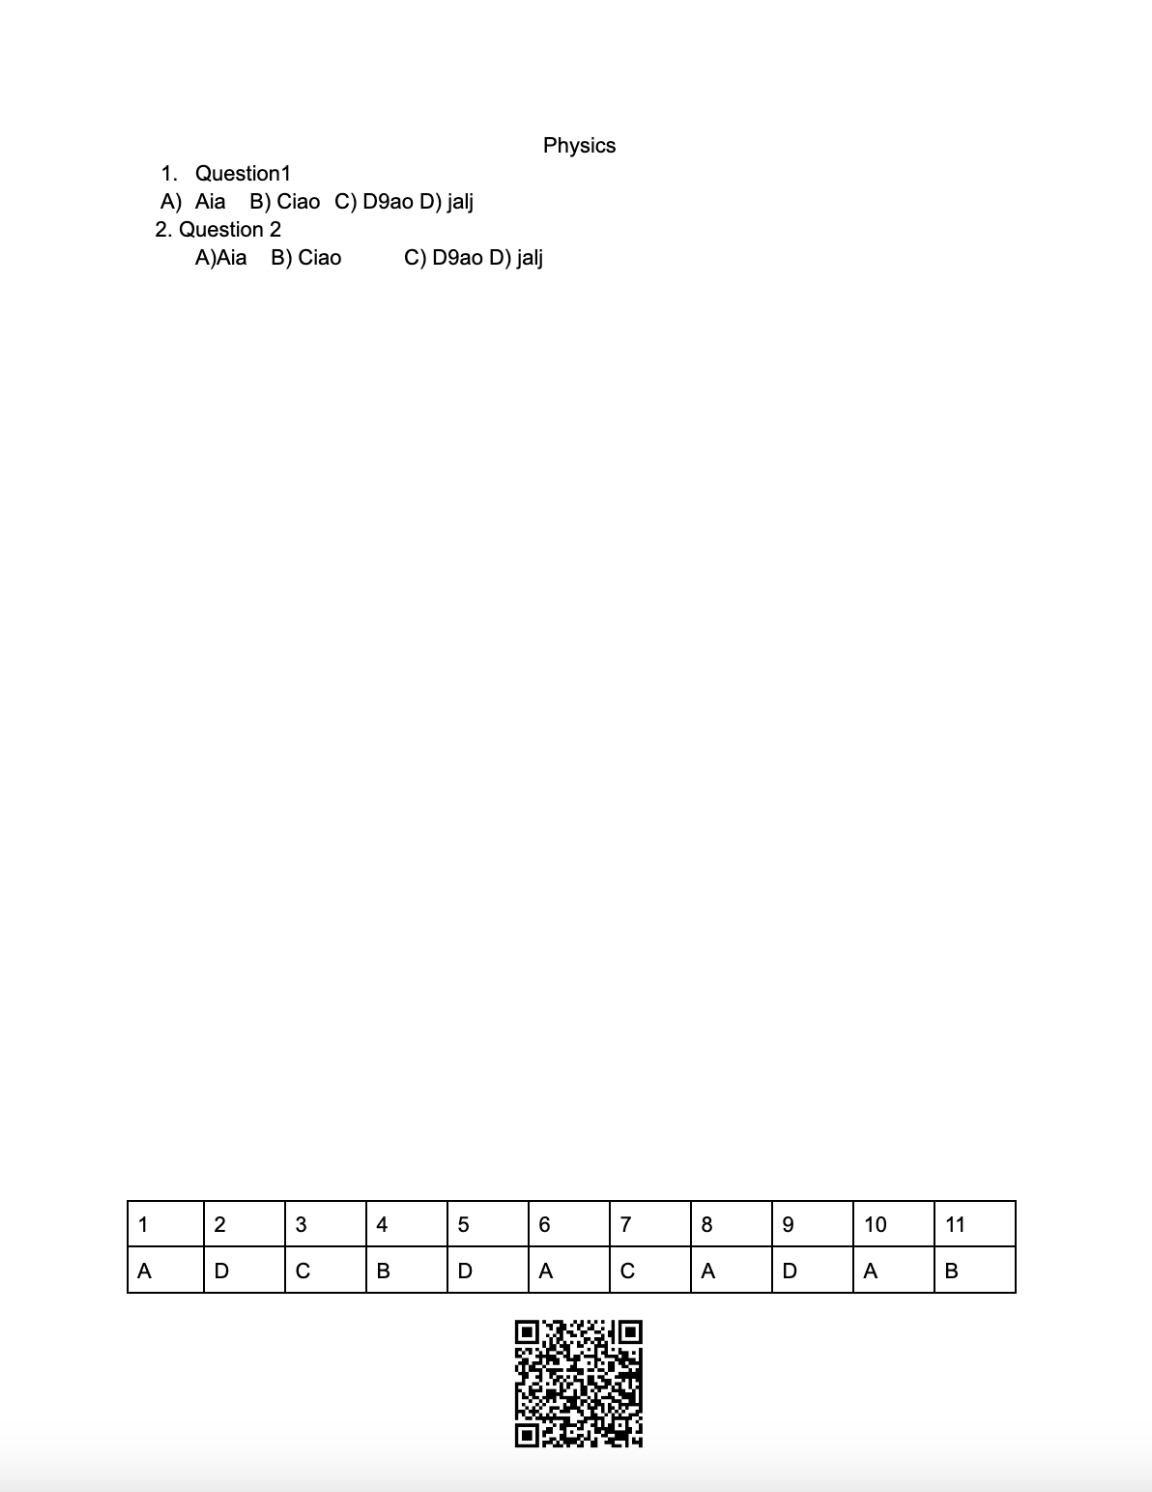 Physics
1. Question1
A) Aia B) Ciao C) D9ao D) jalj
2. Question 2
A)Aia B) Ciao C) D9ao D) jalj
1 2 3 4 5 6 7 8 9 10 11
A D C B D A C A D A B